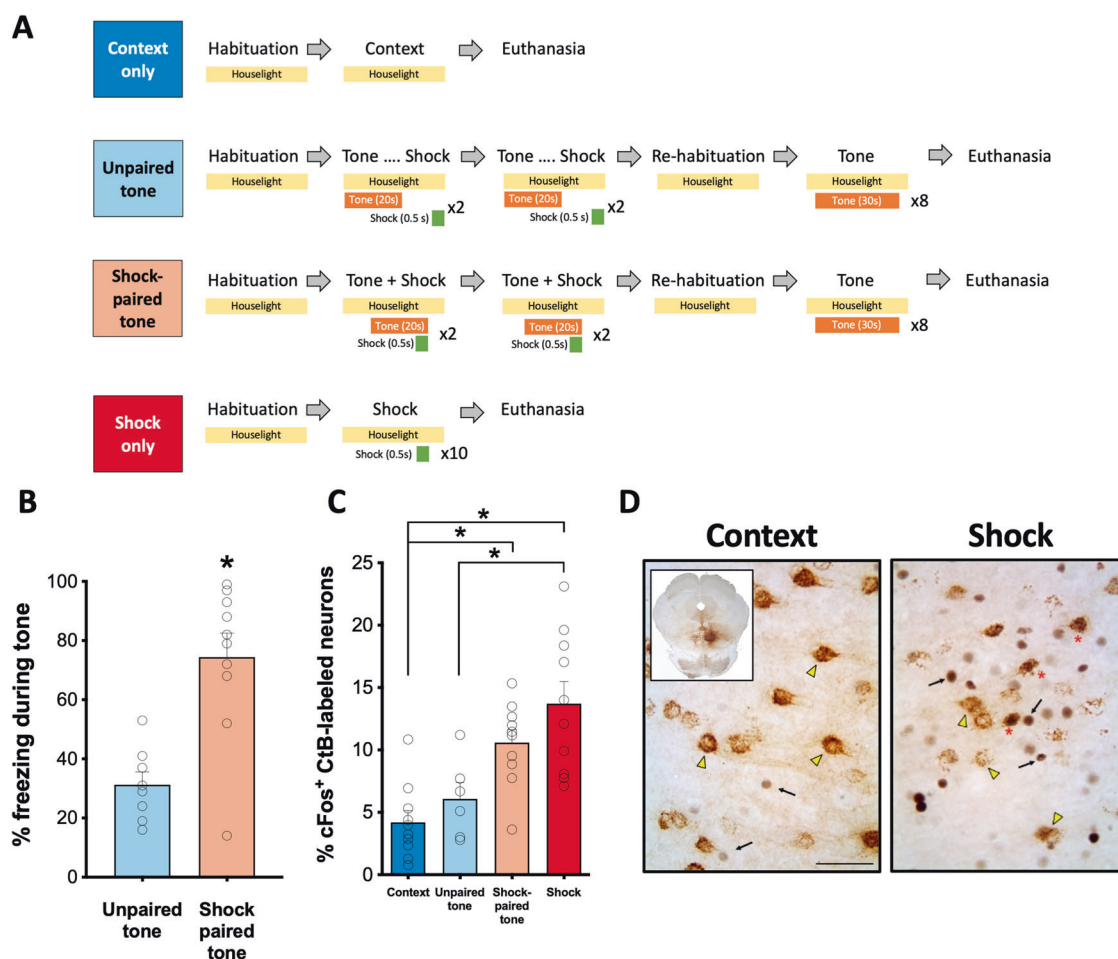 A
Context
only
Habituation
Context
Euthanasia
Houselight
Houselight
Unpaired
tone
Habituation
Tone .... Shock
Tone .... Shock
Re-habituation
Tone
Euthanasia
Houselight
Houselight
Houselight
Houselight
Houselight
Tone (20s)
x2
Tone (20s)
x2
Tone (30s)
x8
Shock (0.5 s)
Shock (0.5 s)
Shock-
paired
tone
Habituation
Tone + Shock
Tone + Shock
Re-habituation
Tone
Euthanasia
Houselight
Houselight
Houselight
Houselight
Houselight
Tone (20s)
x2
Tone (20s)
x2
Tone (30s)
x8
Shock (0.5s)
Shock (0.5s)
Shock
only
Habituation
Shock
Euthanasia
Houselight
Houselight
Shock (0.5s)
x10
B
% freezing during tone
100
80
60
40
20
0
*
Unpaired
tone
Shock
paired
tone
C
% cFos+ CtB-labeled neurons
25
20
15
10
5
0
*
*
*
Context
Unpaired
tone
Shock-
paired
tone
Shock
D
Context
Shock
*
*
*